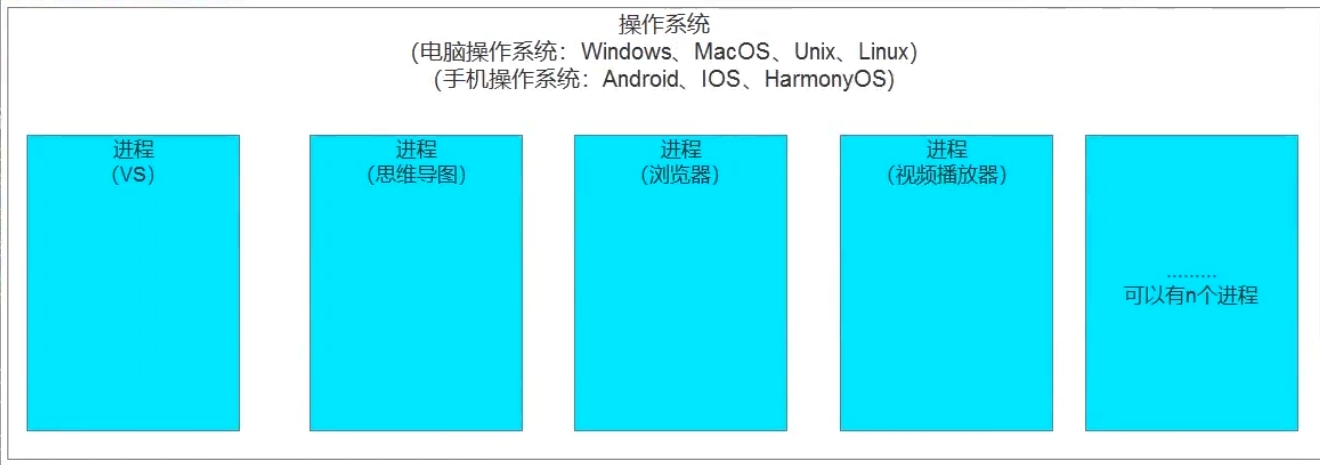 操作系统
(电脑操作系统：Windows、MacOS、Unix、Linux)
(手机操作系统：Android、IOS、HarmonyOS)
进程
(VS)
进程
(思维导图)
进程
(浏览器)
进程
(视频播放器)
.........
可以有n个进程